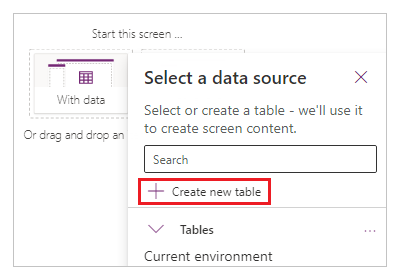 Start this screen ...
With data
Or drag and drop an
Select a data source
Select or create a table - we'll use it
to create screen content.
Search
Create new table
Tables
Current environment